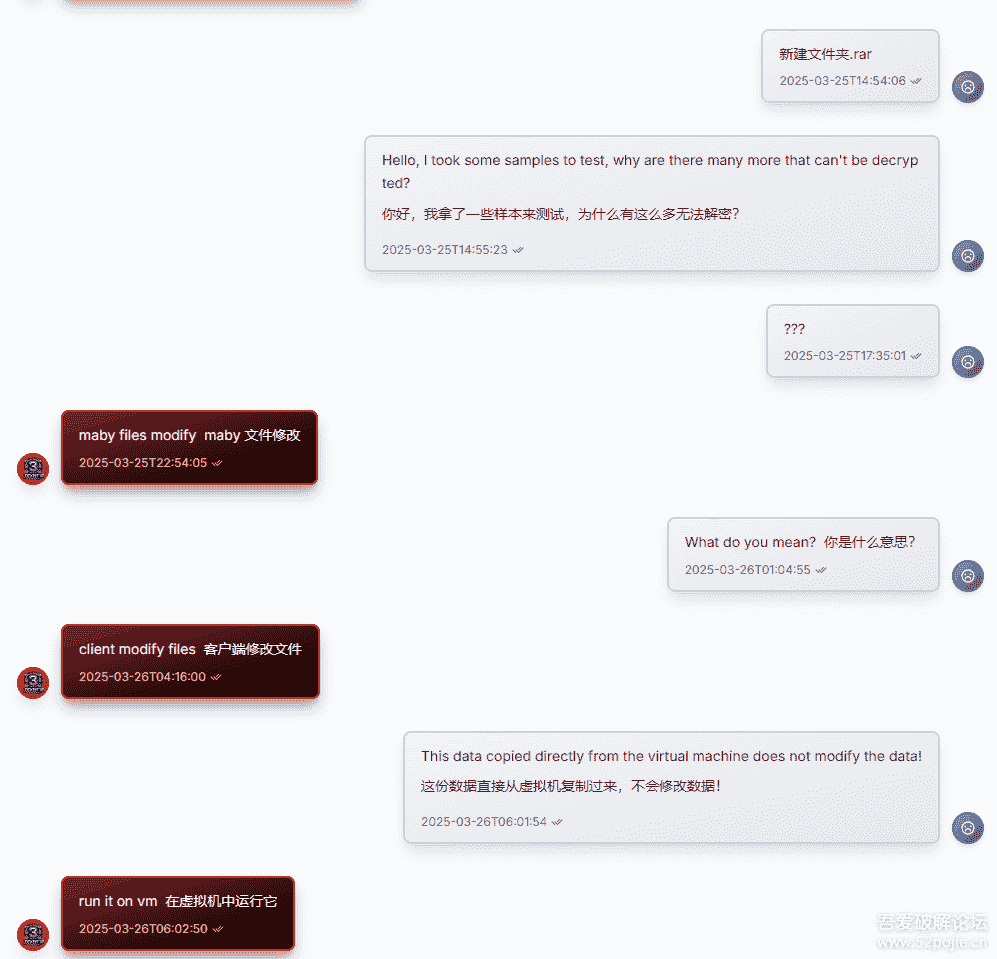 新建文件夹.rar
2025-03-25T14:54:06
Hello, I took some samples to test, why are there many more that can't be decryp
ted?
你好，我拿了一些样本来测试，为什么有这么多无法解密？
2025-03-25T14:55:23
???
2025-03-25T17:35:01
maby files modify maby 文件修改
2025-03-25T22:54:05
What do you mean? 你是什么意思？
2025-03-26T01:04:55
client modify files 客户端修改文件
2025-03-26T04:16:00
This data copied directly from the virtual machine does not modify the data!
这份数据直接从虚拟机复制过来，不会修改数据！
2025-03-26T06:01:54
run it on vm 在虚拟机中运行它
2025-03-26T06:02:50
吾爱破解论坛
www.52pojie.cn